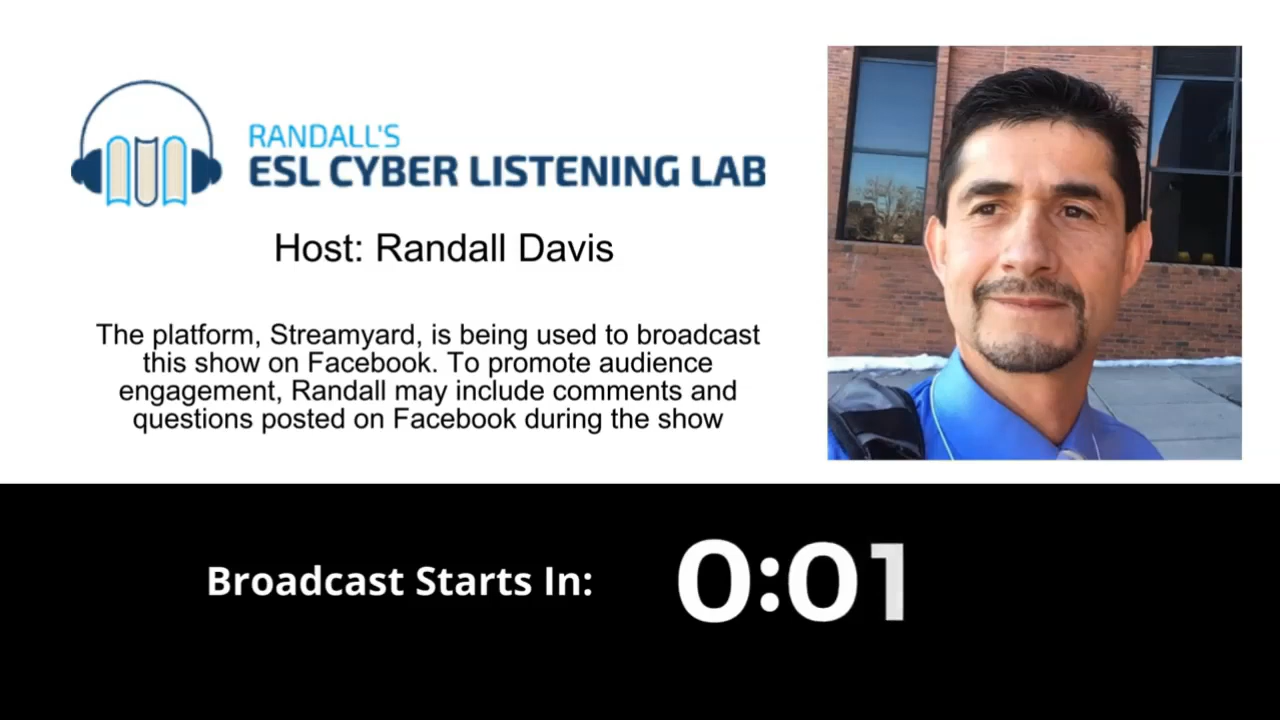 RANDALL'S
ESL CYBER LISTENING LAB
Host: Randall Davis
The platform, Streamyard, is being used to broadcast
this show on Facebook. To promote audience
engagement, Randall may include comments and
questions posted on Facebook during the show
Broadcast Starts In: 0:01